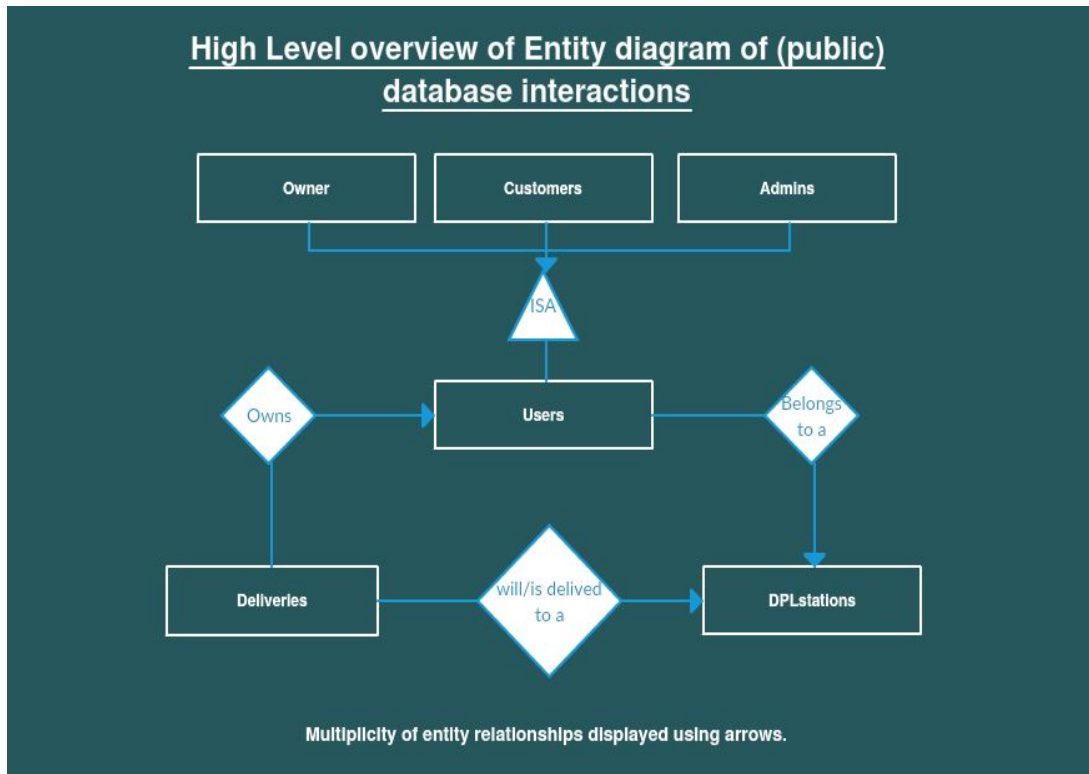 High Level overview of Entity diagram of (public)
database interactions
Owner
Customers
Admins
ISA
Owns
Users
Belongs
to a
Deliveries
will/is delived
to a
DPLstations
Multiplicity of entity relationships displayed using arrows.